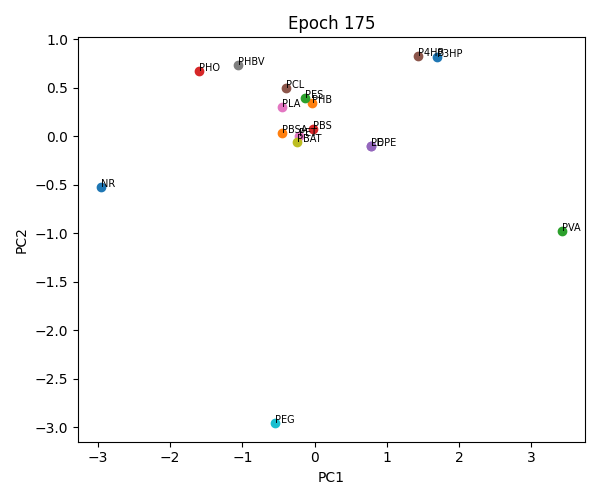 Epoch 175
1.0
0.5
0.0
−0.5
−1.0
−1.5
−2.0
−2.5
−3.0
PC2
P4HB
P3HP
PHBV
PHO
PCL
PES
PHB
PLA
PBS
PBSA
PET
PBAT
NR
PVA
PEG
−3
−2
−1
0
1
2
3
PC1